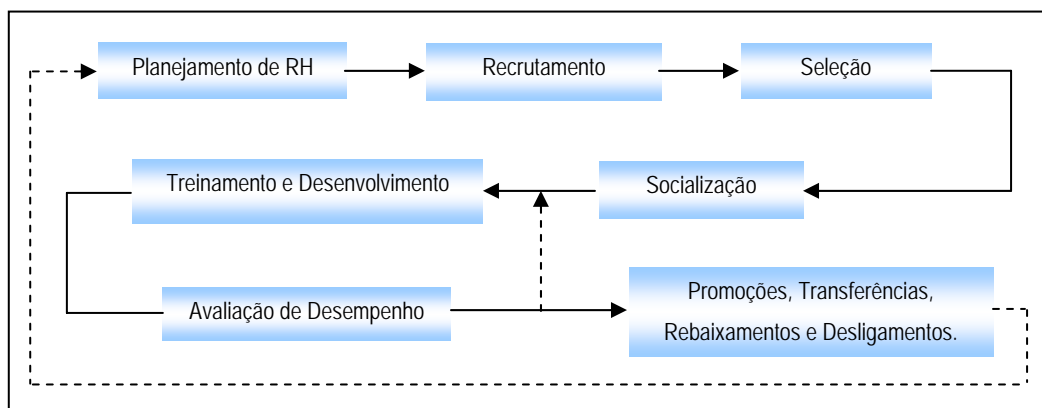 Planejamento de RH
Recrutamento
Seleção
Treinamento e Desenvolvimento
Socialização
Avaliação de Desempenho
Promoções, Transferências,
Rebaixamentos e Desligamentos.